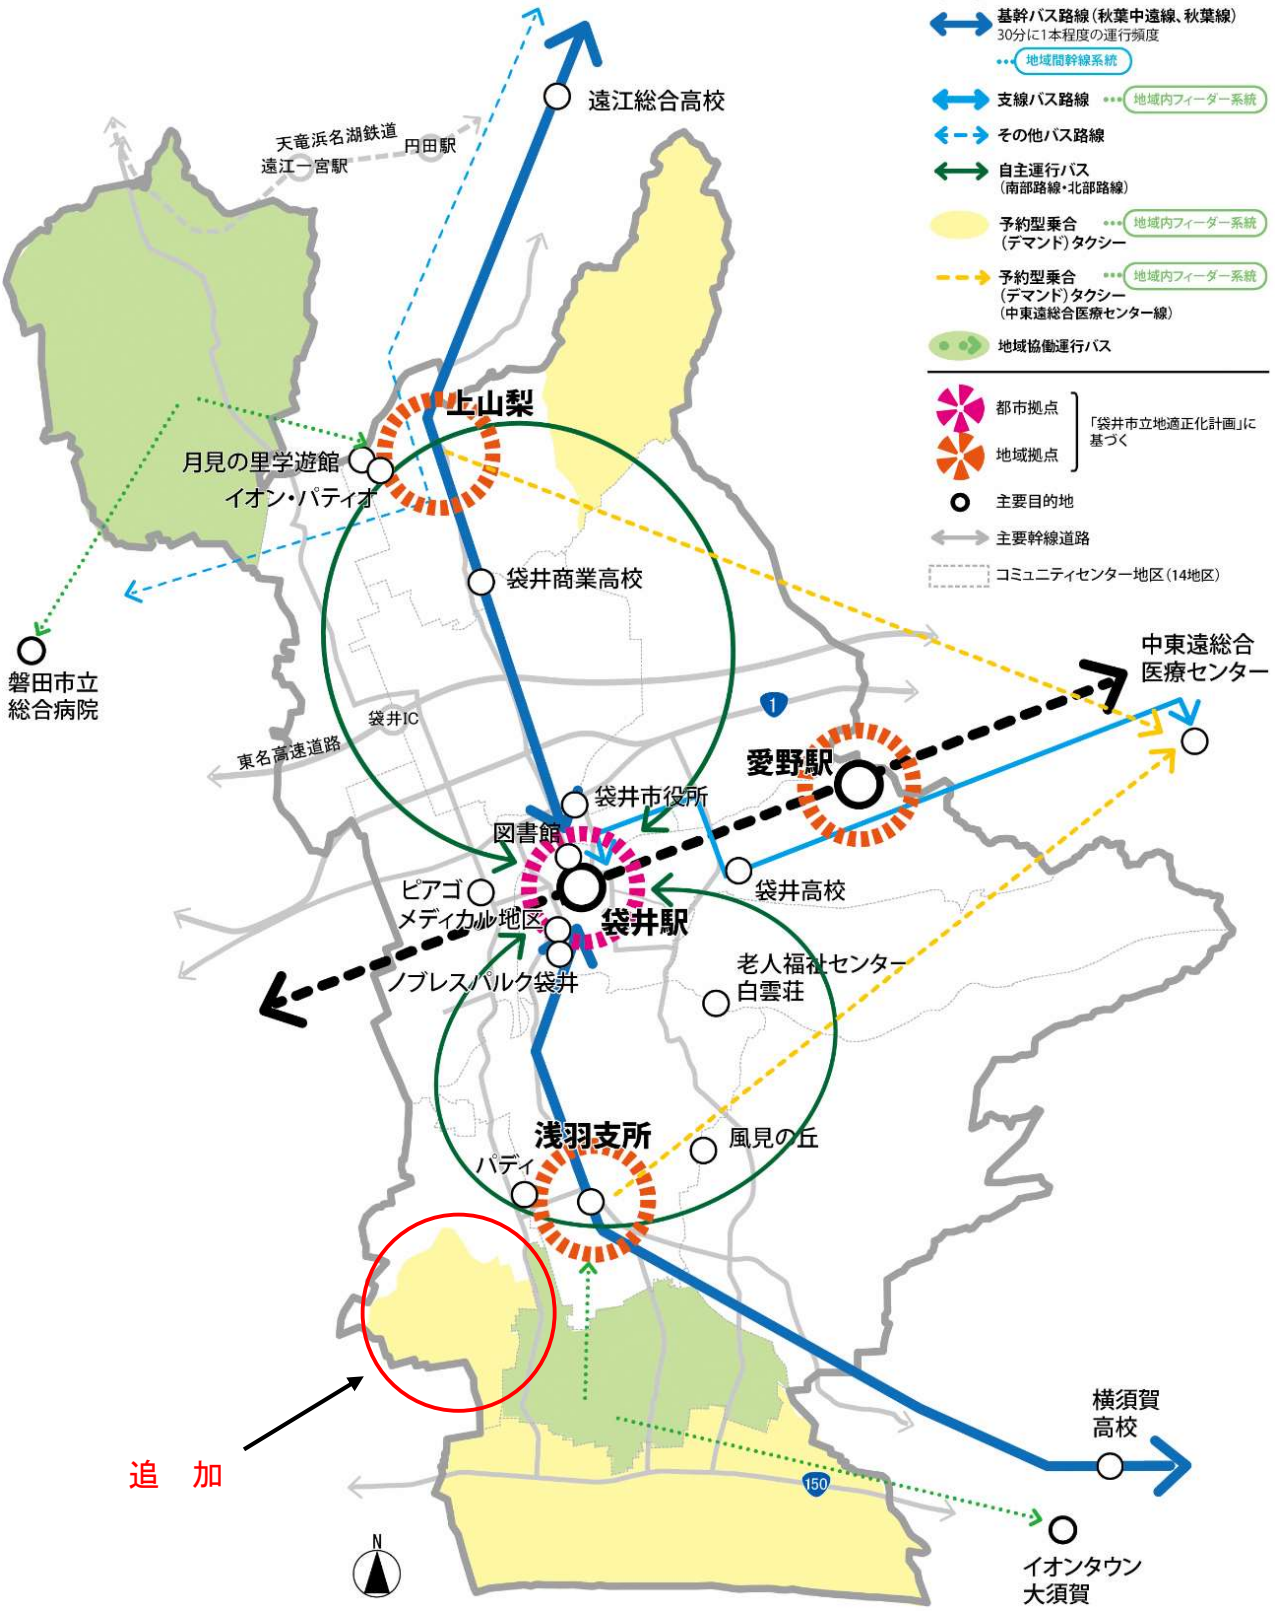 基幹バス路線(秋葉中遠線、秋葉線)
30分に1本程度の運行頻度
地域間幹線系統
支線バス路線
地域内フィーダー系統
その他バス路線
自主運行バス
(南部路線・北部路線)
予約型乗合
(デマンド)タクシー
地域内フィーダー系統
予約型乗合
(デマンド)タクシー
(中東遠総合医療センター線)
地域内フィーダー系統
地域協働運行バス
都市拠点
地域拠点
「袋井市立地適正化計画」に
基づく
主要目的地
主要幹線道路
コミュニティセンター地区(14地区)
遠江総合高校
天竜浜名湖鉄道
円田駅
遠江一宮駅
上山梨
月見の里学遊館
イオン・パティオ
袋井商業高校
磐田市立
総合病院
中東遠総合
医療センター
袋井IC
1
東名高速道路
愛野駅
袋井市役所
図書館
ピアゴ
袋井高校
メディカル地区
袋井駅
ノブレスパルク袋井
老人福祉センター
白雲荘
浅羽支所
風見の丘
パディ
横須賀
高校
追 加
150
N
イオンタウン
大須賀